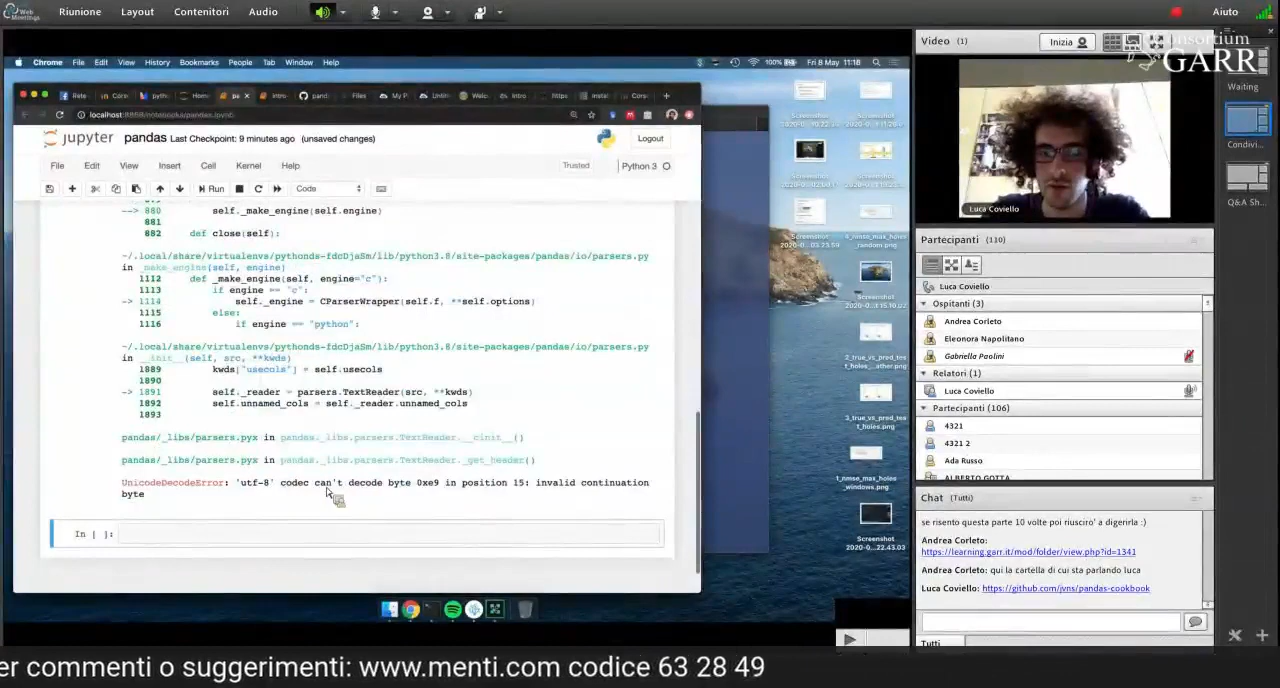 Web Meetings
Riunione Layout Contenitori Audio
Aiuto
Consortium
GARR
Chrome File Edit View History Bookmarks People Tab Window Help
100% Fri 8 May 11:18
jupyter pandas Last Checkpoint: 9 minutes ago (unsaved changes)
Logout
File Edit View Insert Cell Kernel Help
Trusted Python 3
Run Code
--> 880 self._make_engine(self.engine)
881
882 def close(self):
~/.local/share/virtualenvs/pythonds-fdcDjaSm/lib/python3.8/site-packages/pandas/io/parsers.py
in _make_engine(self, engine)
1112 def _make_engine(self, engine="c"):
1113 if engine == "c":
-> 1114 self._engine = CParserWrapper(self.f, **self.options)
1115 else:
1116 if engine == "python":
~/.local/share/virtualenvs/pythonds-fdcDjaSm/lib/python3.8/site-packages/pandas/io/parsers.py
in __init__(self, src, **kwds)
1889 kwds["usecols"] = self.usecols
1890
-> 1891 self._reader = parsers.TextReader(src, **kwds)
1892 self.unnamed_cols = self._reader.unnamed_cols
1893
pandas/_libs/parsers.pyx in pandas._libs.parsers.TextReader.__cinit__()
pandas/_libs/parsers.pyx in pandas._libs.parsers.TextReader._get_header()
UnicodeDecodeError: 'utf-8' codec can't decode byte 0xe9 in position 15: invalid continuation
byte
In [ ]:
Video (1)
Inizia
Luca Coviello
Waiting
Condivi...
Q&A Sh...
Partecipanti (110)
Luca Coviello
Ospitanti (3)
Andrea Corleto
Eleonora Napolitano
Gabriella Paolini
Relatori (1)
Luca Coviello
Partecipanti (106)
4321
4321 2
Ada Russo
ALBERTO GOTTA
Chat (Tutti)
se risento questa parte 10 volte poi riusciro' a digerirla :)
Andrea Corleto:
https://learning.garr.it/mod/folder/view.php?id=1341
Andrea Corleto: qui la cartella di cui sta parlando luca
Luca Coviello: https://github.com/jvns/pandas-cookbook
Tutti
er commenti o suggerimenti: www.menti.com codice 63 28 49